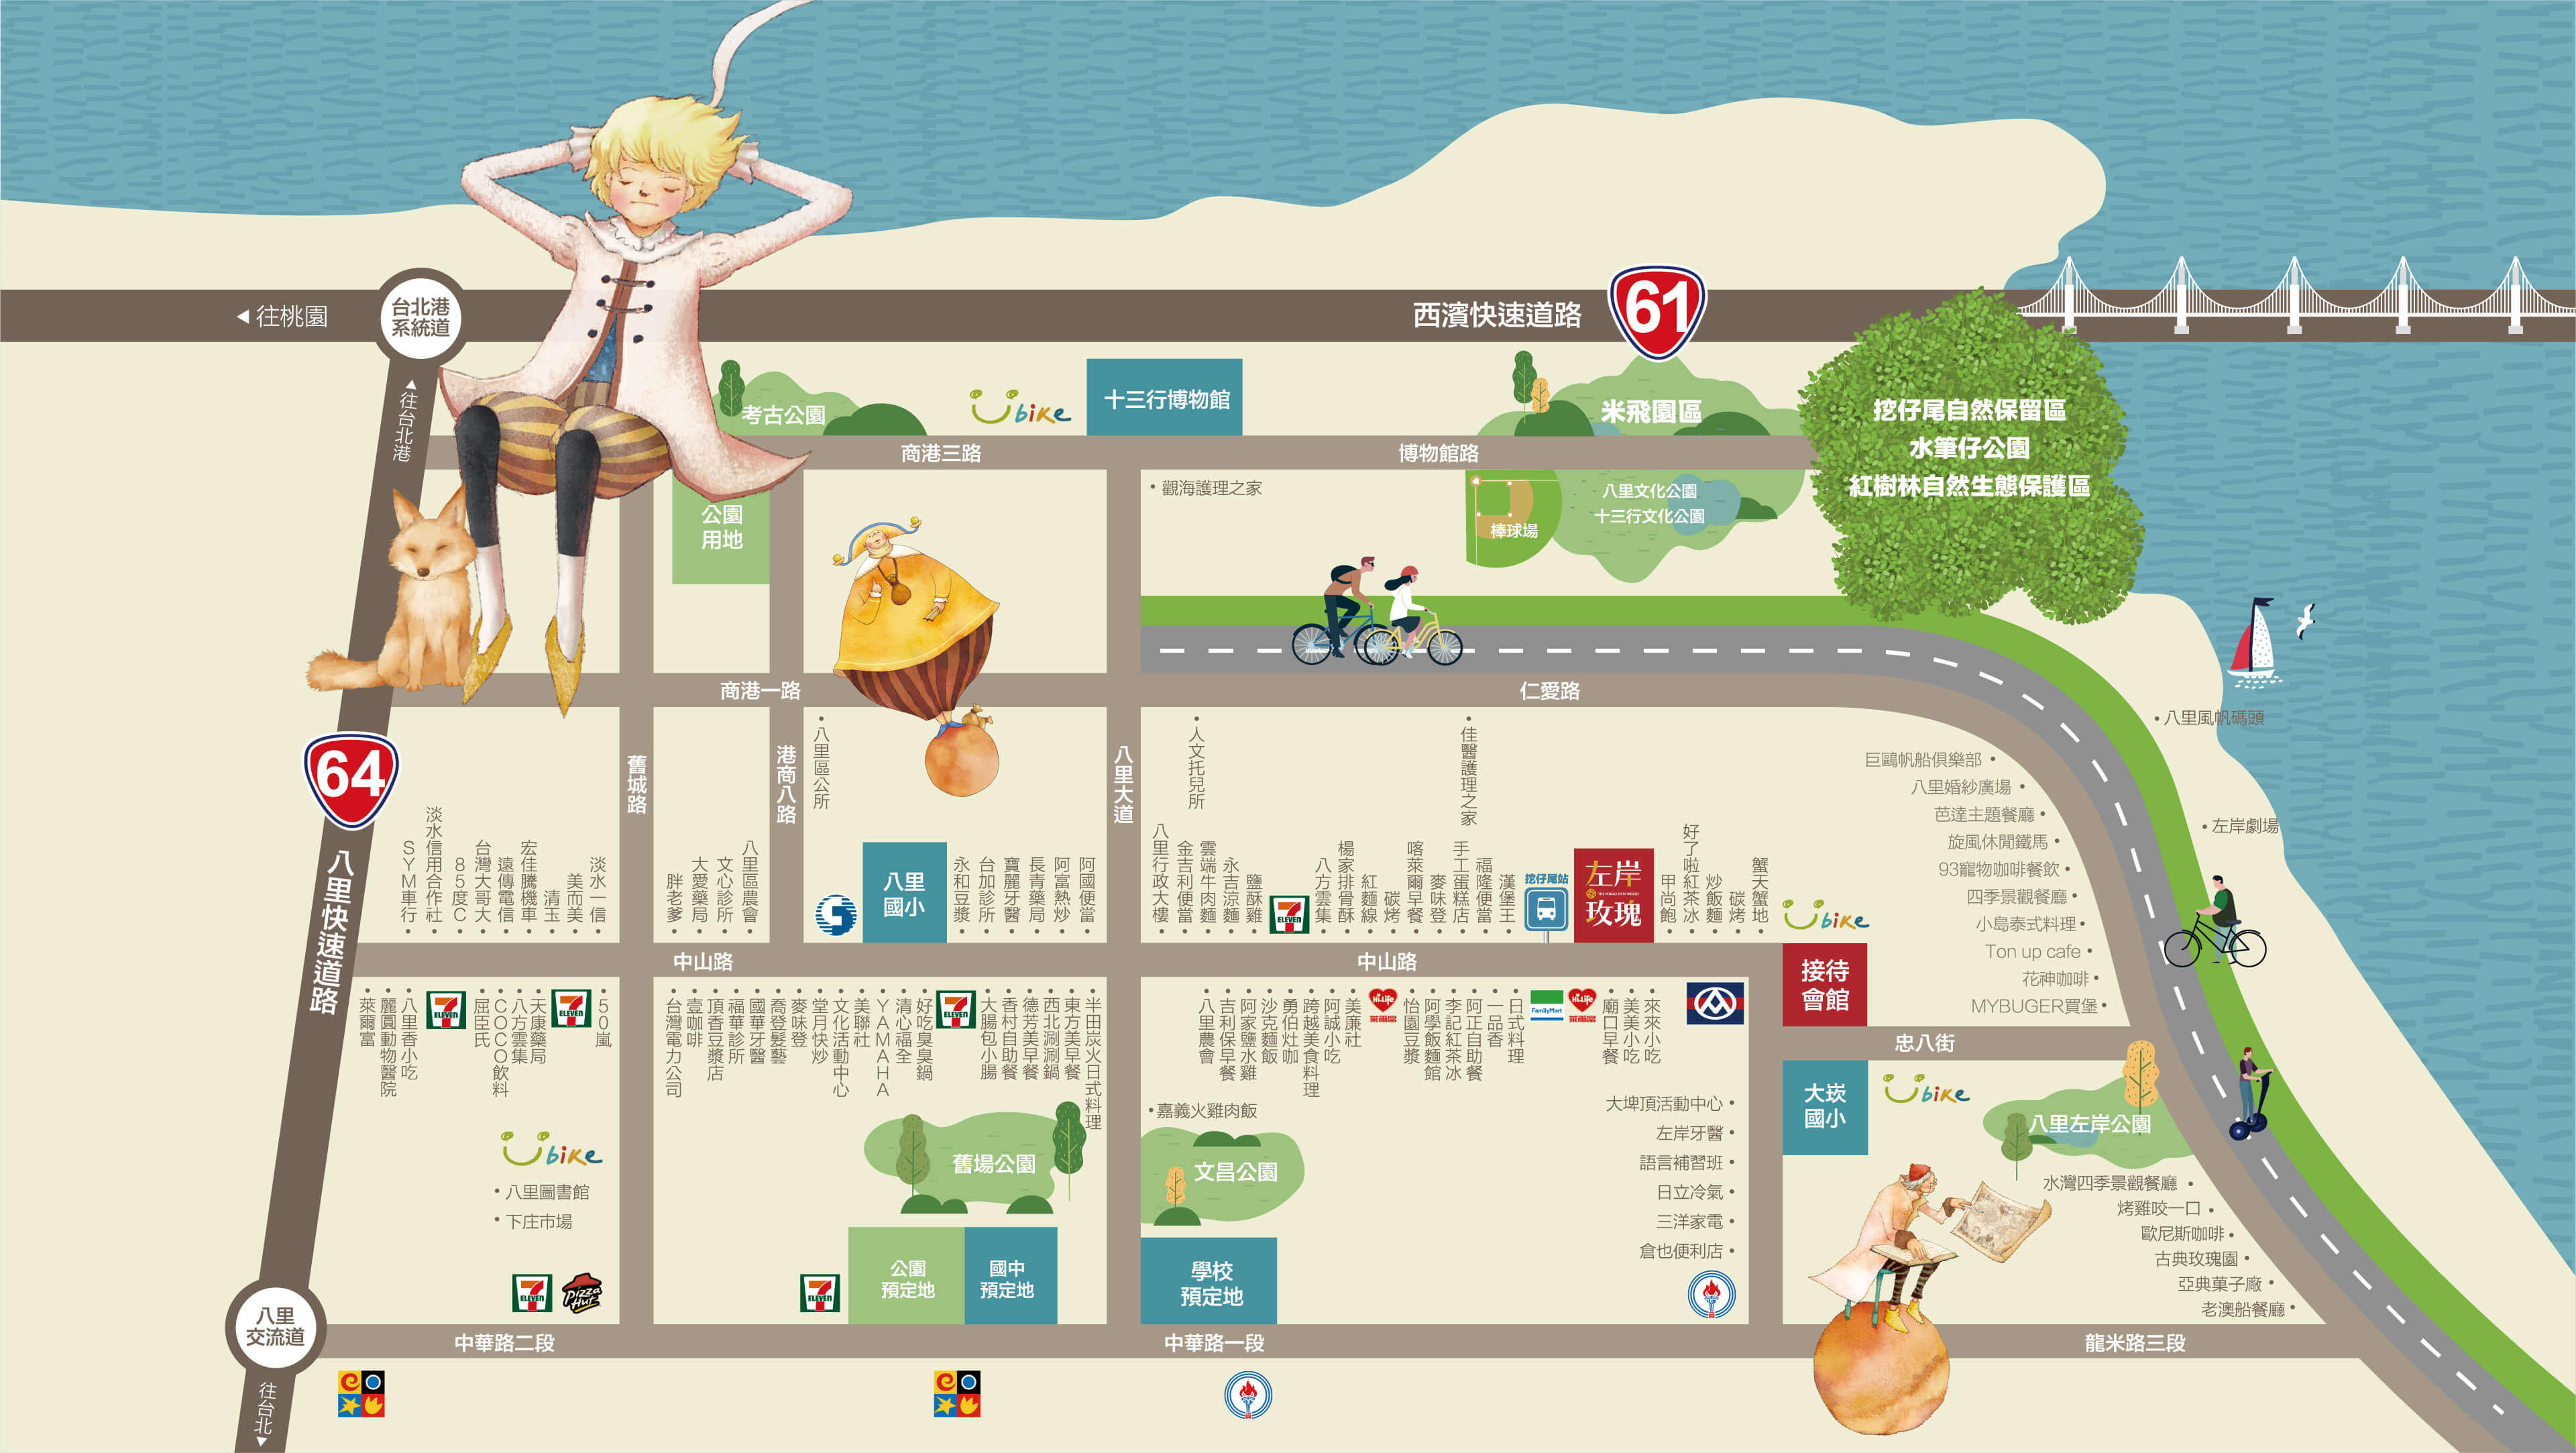 ◀往桃園
台北港
系統道
西濱快速道路
61
▲往台北港
考古公園
Ubike
十三行博物館
米飛園區
挖仔尾自然保留區
水筆仔公園
紅樹林自然生態保護區
商港三路
博物館路
公園
用地
•觀海護理之家
棒球場
八里文化公園
十三行文化公園
商港一路
仁愛路
64
八里快速道路
舊城路
港商八路
八里大道
•八里區公所
•人文托兒所
•佳醫護理之家
•八里風帆碼頭
•左岸劇場
巨鷗帆船俱樂部•
八里婚紗廣場•
芭達主題餐廳•
旋風休閒鐵馬•
93寵物咖啡餐飲•
四季景觀餐廳•
小島泰式料理•
Ton up cafe•
花神咖啡•
MYBUGER買堡•
SYM車行•
淡水信用合作社•
85度C•
台灣大哥大•
遠傳電信•
宏佳騰機車•
清玉•
美而美•
淡水一信•
胖老爹•
大愛藥局•
文心診所•
八里區農會•
八里
國小
永和豆漿•
台加診所•
寶麗牙醫•
長青藥局•
阿富熱炒•
阿國便當•
八里行政大樓•
金吉利便當•
雲端牛肉麵•
永吉涼麵•
鹽酥雞•
7-ELEVEN
八方雲集•
楊家排骨酥•
紅麵線•
碳烤•
喀萊爾早餐•
麥味登•
手工蛋糕店•
福隆便當•
漢堡王•
挖仔尾站
左岸
玫瑰
甲尚飽•
好了啦紅茶冰•
炒飯麵•
碳烤•
蟹天蟹地•
Ubike
中山路
中山路
接待
會館
•萊爾富
•麗圓動物醫院
•八里香小吃
7-ELEVEN
•屈臣氏
•COCO飲料
•八方雲集
•天康藥局
7-ELEVEN
•50嵐
•台灣電力公司
•壹咖啡
•頂香豆漿店
•福華診所
•國華牙醫
•喬登髮藝
•麥味登
•堂月快炒
•文化活動中心
•美聯社
•YAMAHA
•清心福全
•好吃臭臭鍋
7-ELEVEN
•大腸包小腸
•香村自助餐
•德芳美早餐
•西北涮涮鍋
•東方美早餐
•半田炭火日式料理
•八里農會
•吉利保早餐
•阿家鹽水雞
•沙克麵飯
•勇伯灶咖
•跨越美食料理
•阿誠小吃
•美廉社
Hi-Life
萊爾富
•怡園豆漿
•阿學飯麵館
•李記紅茶冰
•阿正自助餐
•一品香
•日式料理
FamilyMart
Hi-Life
萊爾富
•廟口早餐
•美美小吃
•來來小吃
忠八街
大崁
國小
Ubike
八里左岸公園
Ubike
•八里圖書館
•下庄市場
舊場公園
•嘉義火雞肉飯
文昌公園
大埤頂活動中心•
左岸牙醫•
語言補習班•
日立冷氣•
三洋家電•
倉也便利店•
水灣四季景觀餐廳•
烤雞咬一口•
歐尼斯咖啡•
古典玫瑰園•
亞典菓子廠•
老澳船餐廳•
7-ELEVEN
Pizza Hut
7-ELEVEN
公園
預定地
國中
預定地
學校
預定地
八里
交流道
中華路二段
中華路一段
龍米路三段
往台北▼